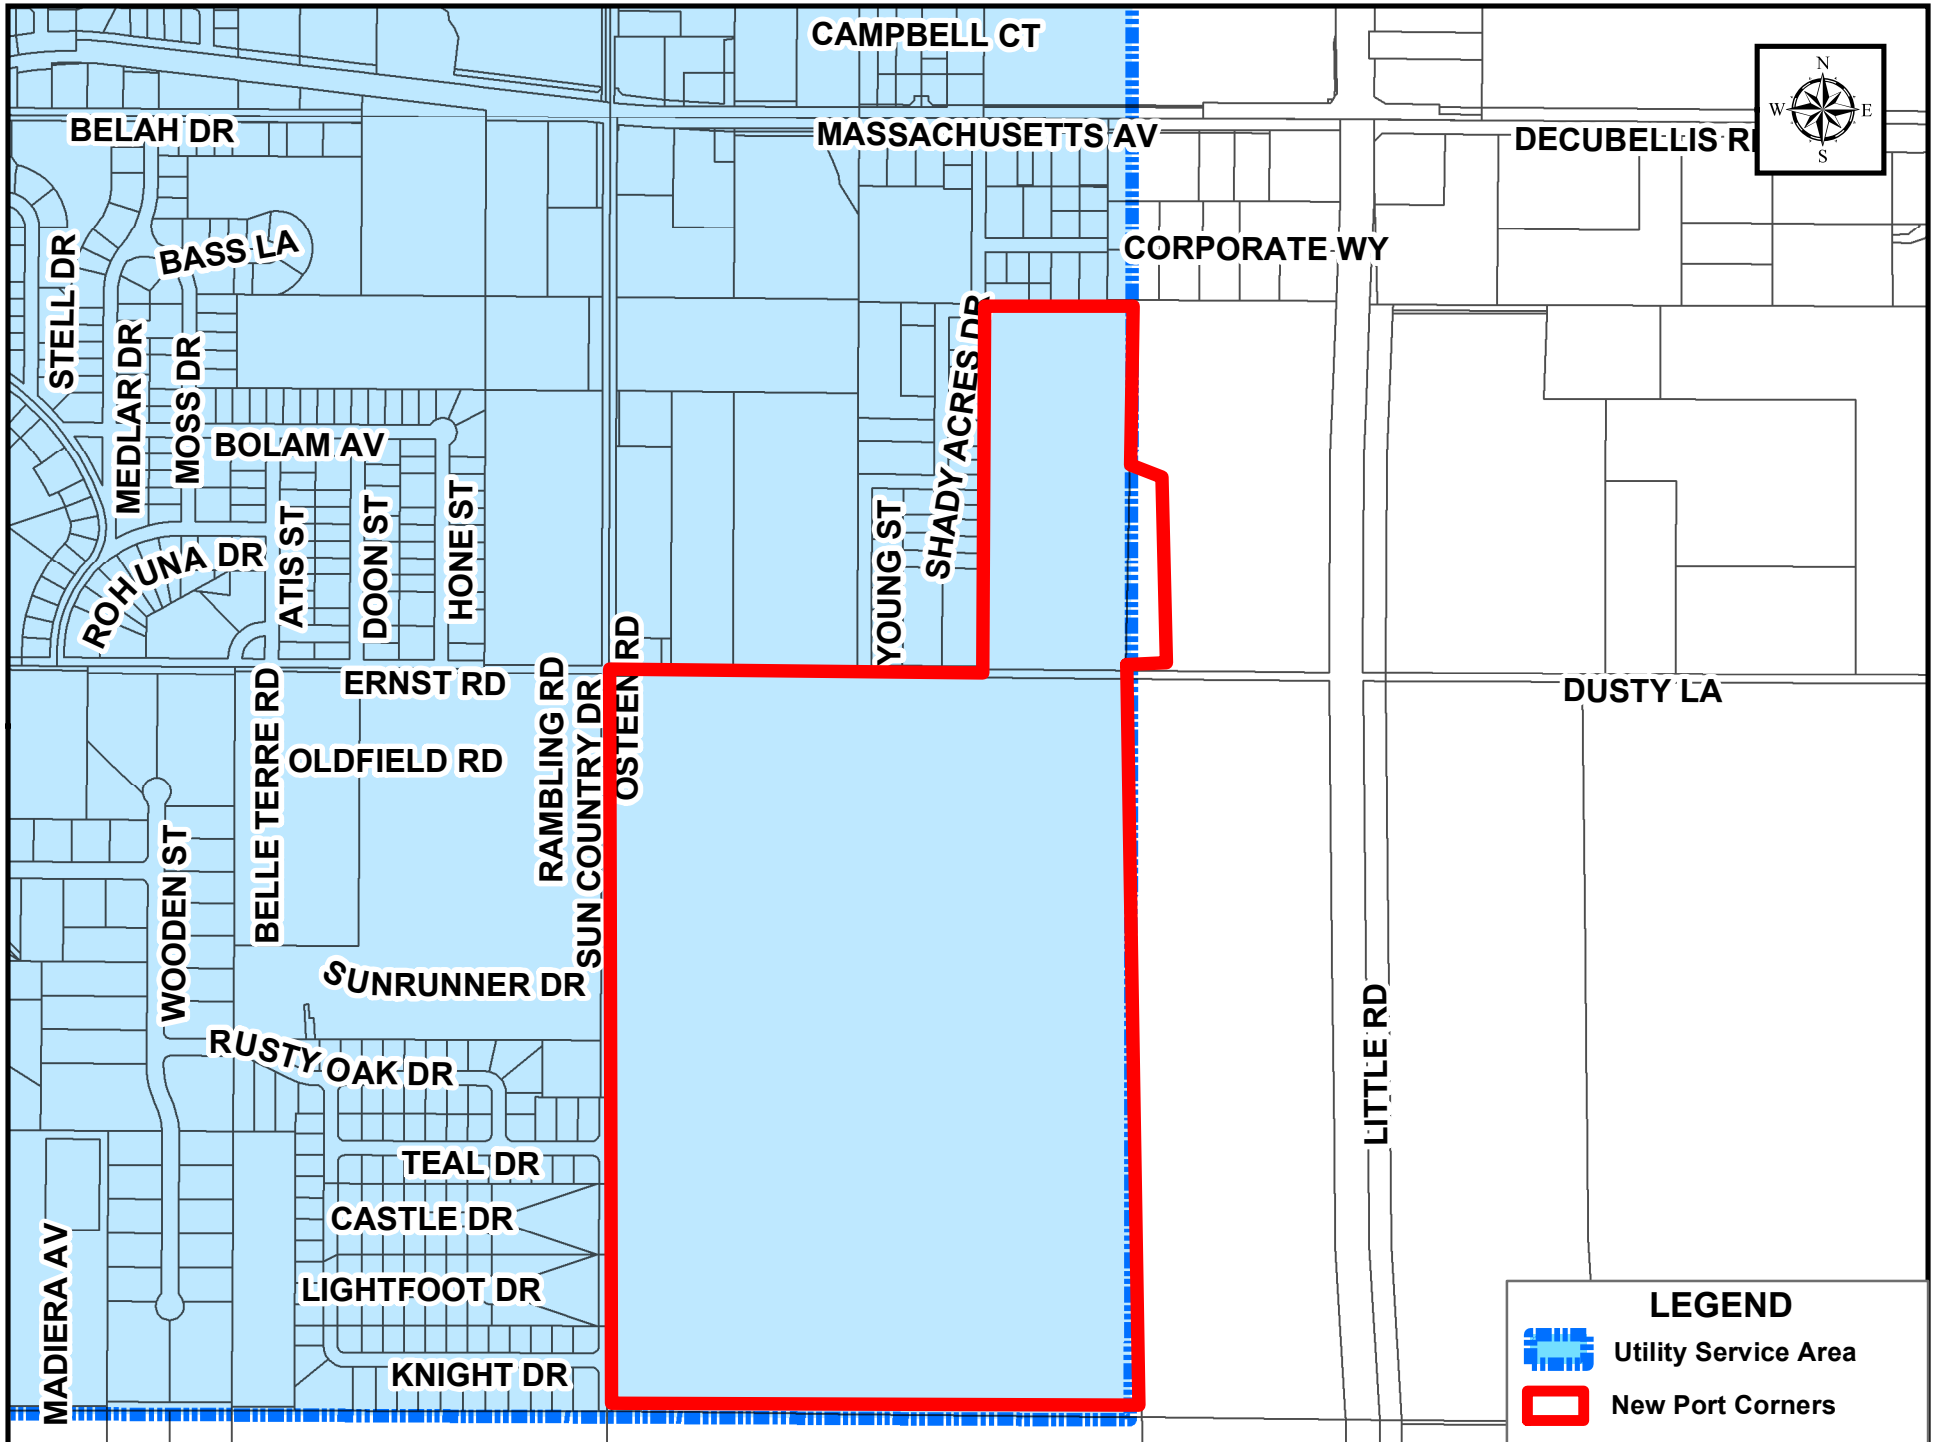 CAMPBELL CT
N
W E
S
BELAH DR
MASSACHUSETTS AV
DECUBELLIS R
BASS LA
CORPORATE WY
STELL DR
MEDLAR DR
MOSS DR
SHADY ACRES DR
BOLAM AV
ATIS ST
DOON ST
HONE ST
YOUNG ST
ROHUNA DR
ERNST RD
RAMBLING RD
SUN COUNTRY DR
OSTEEN RD
DUSTY LA
BELLE TERRE RD
OLDFIELD RD
WOODEN ST
SUNRUNNER DR
RUSTY OAK DR
LITTLE RD
TEAL DR
CASTLE DR
MADIERA AV
LIGHTFOOT DR
KNIGHT DR
LEGEND
Utility Service Area
New Port Corners